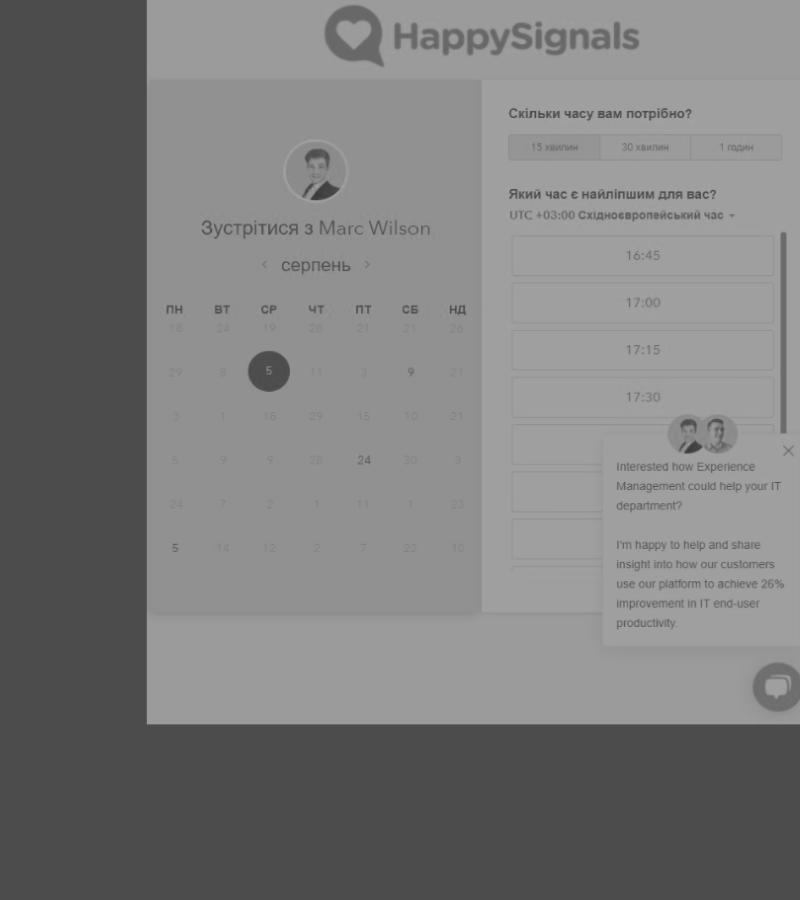 HappySignals
Зустрітися з Marc Wilson
серпень
ПН ВТ СР ЧТ ПТ СБ НД
18 24 19 28 21 21 26
29 8 5 11 3 9 21
3 1 16 29 15 10 21
5 9 9 28 24 30 3
24 7 2 1 11 1 23
5 14 12 2 7 22 10
Скільки часу вам потрібно?
15 хвилин 30 хвилин 1 годин
Який час є найліпшим для вас?
UTC +03:00 Східноєвропейський час
16:45
17:00
17:15
17:30
Interested how Experience
Management could help your IT
department?
I'm happy to help and share
insight into how our customers
use our platform to achieve 26%
improvement in IT end-user
productivity.